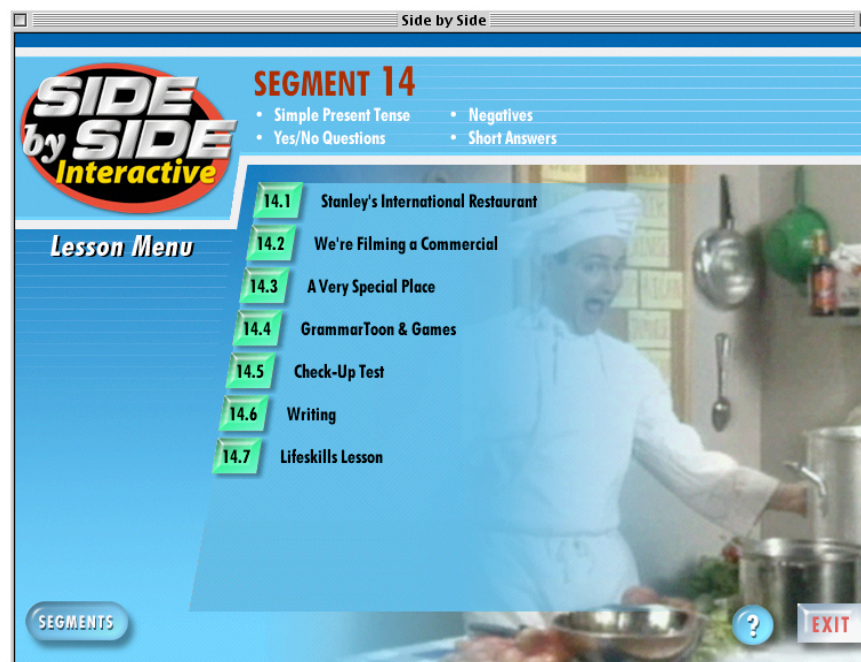 Side by Side
SIDE
by SIDE
Interactive
SEGMENT 14
• Simple Present Tense
• Negatives
• Yes/No Questions
• Short Answers
Lesson Menu
14.1 Stanley's International Restaurant
14.2 We're Filming a Commercial
14.3 A Very Special Place
14.4 GrammarToon & Games
14.5 Check-Up Test
14.6 Writing
14.7 Lifeskills Lesson
SEGMENTS
?
EXIT